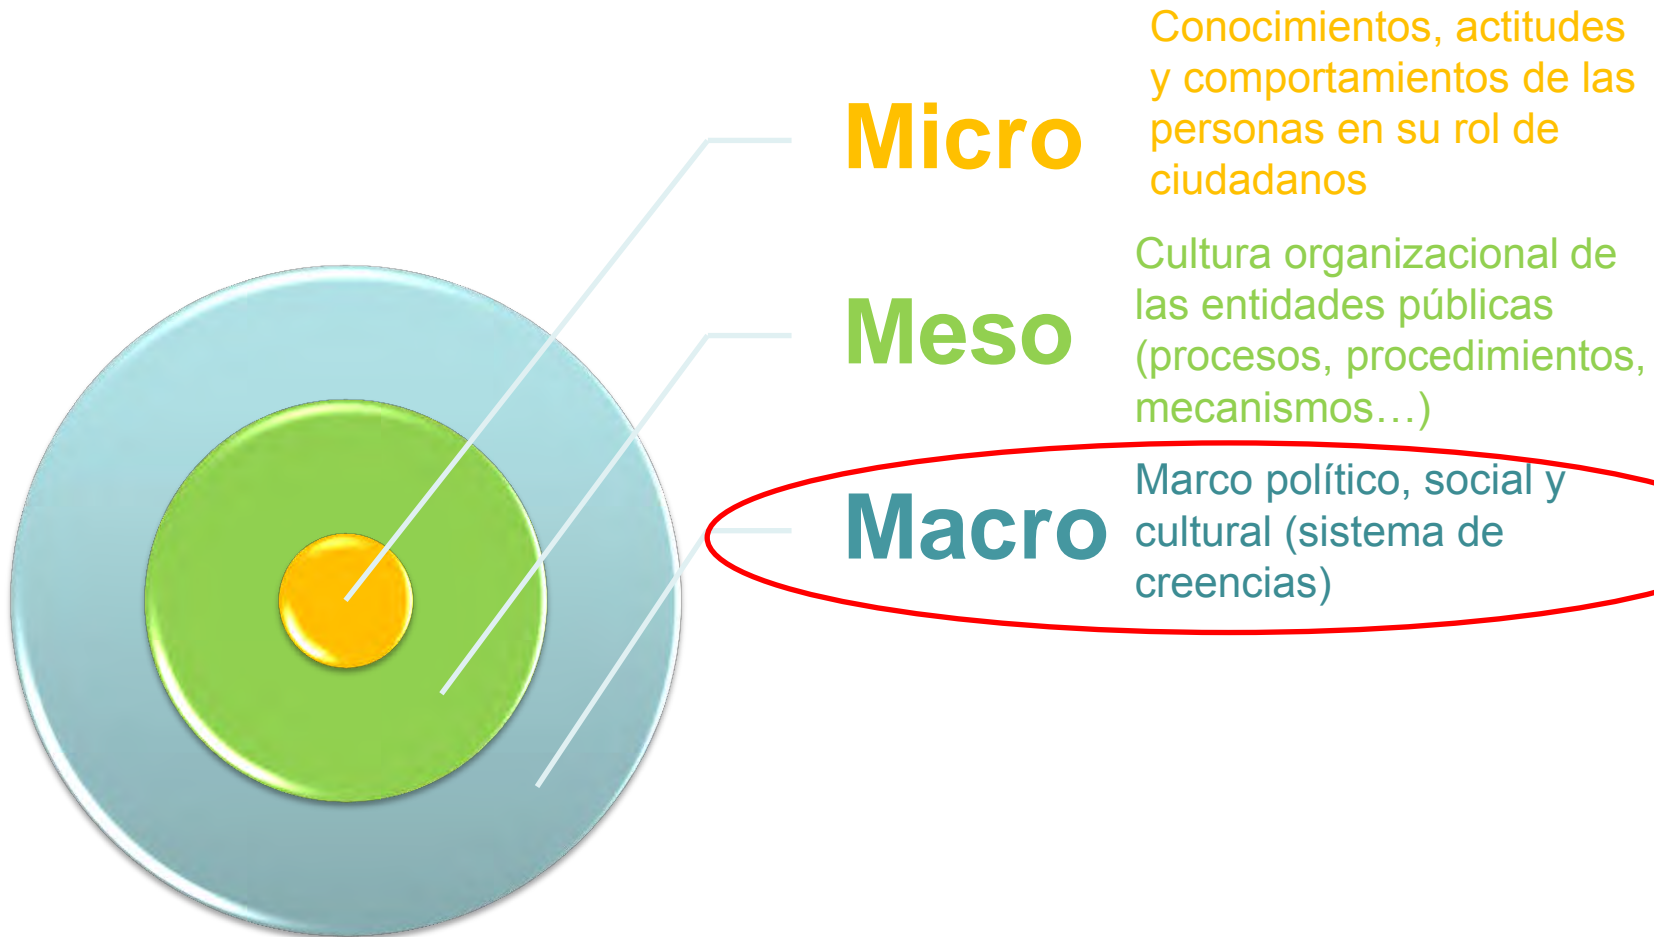 Micro
Conocimientos, actitudes
y comportamientos de las
personas en su rol de
ciudadanos
Meso
Cultura organizacional de
las entidades públicas
(procesos, procedimientos,
mecanismos…)
Macro
Marco político, social y
cultural (sistema de
creencias)